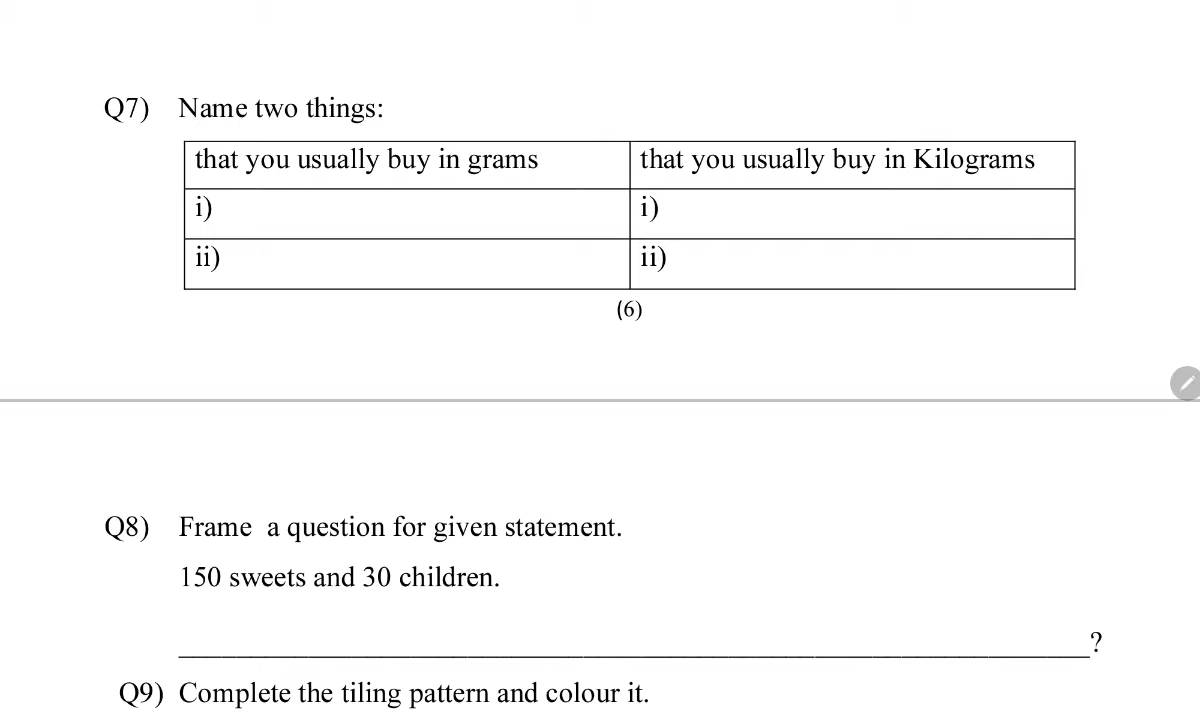 Q7) Name two things:
that you usually buy in grams that you usually buy in Kilograms
i) i)
ii) ii)
(6)
Q8) Frame a question for given statement.
150 sweets and 30 children.
_______________________________________________________________?
Q9) Complete the tiling pattern and colour it.